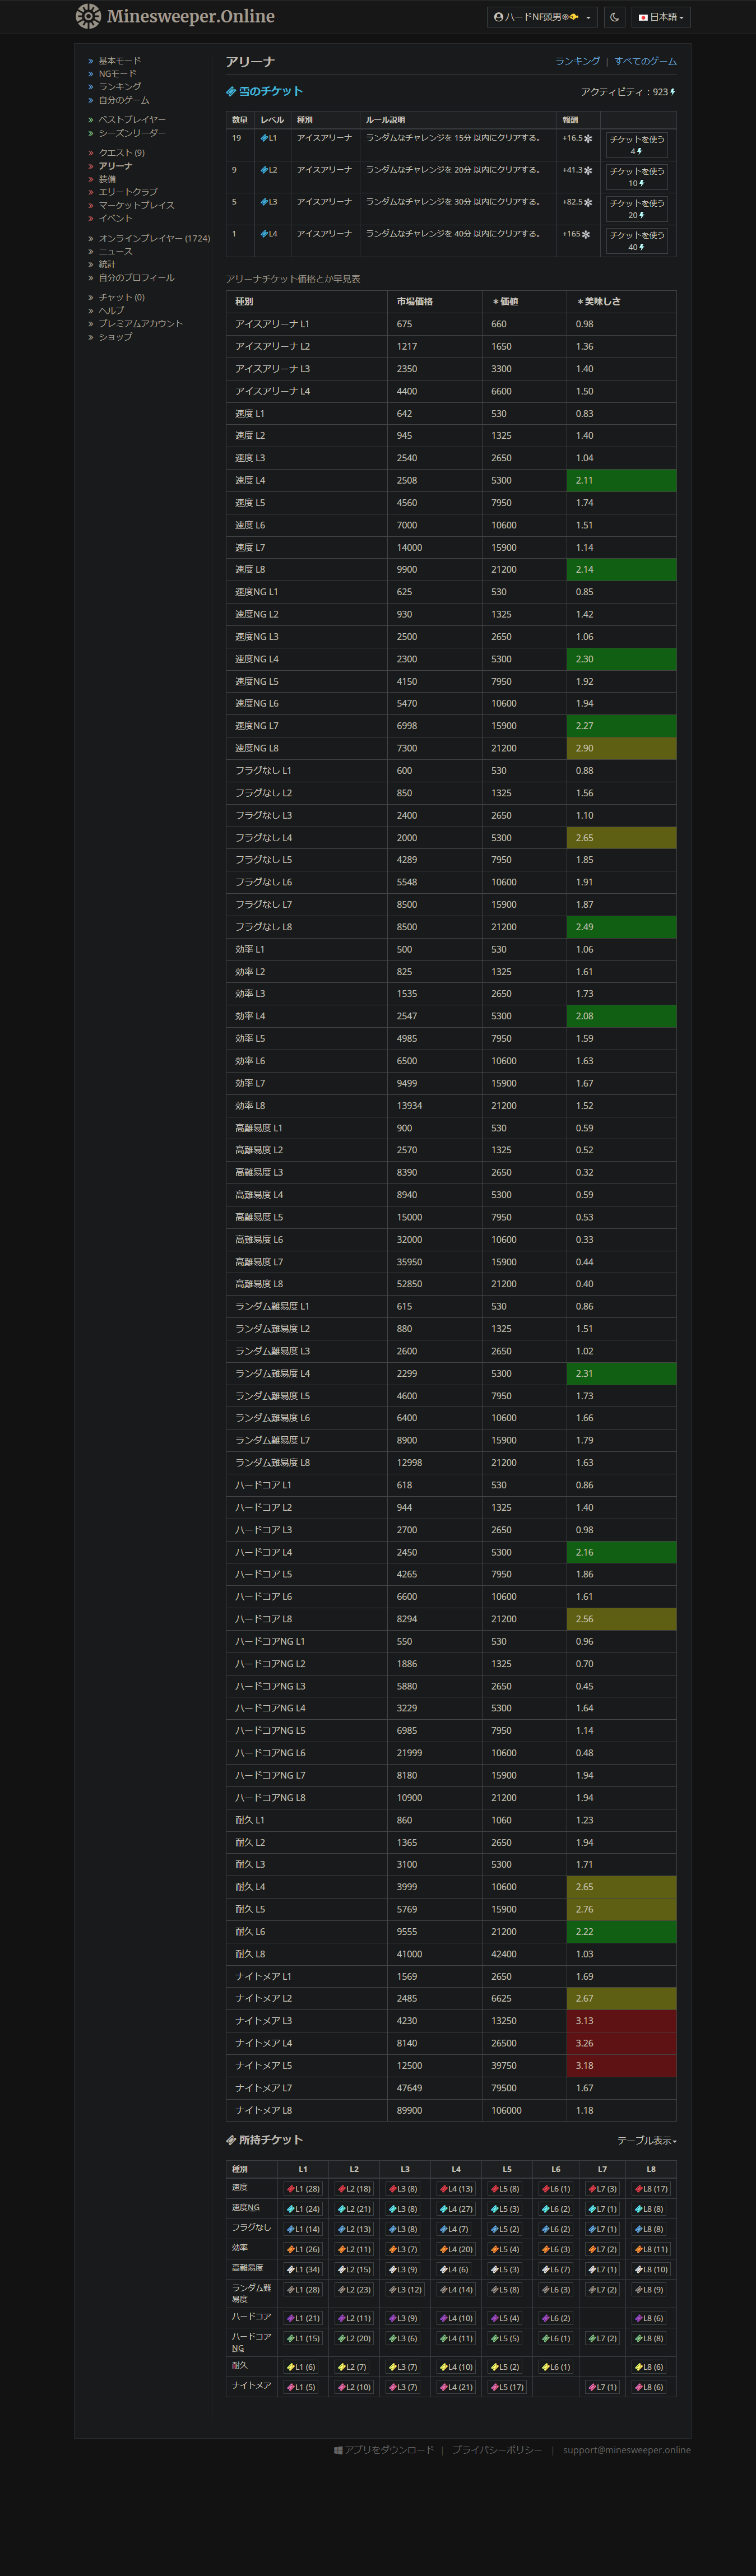 Minesweeper.Online
ハードNF頭男
日本語
基本モード
NGモード
ランキング
自分のゲーム
ベストプレイヤー
シーズンリーダー
クエスト (9)
アリーナ
装備
エリートクラブ
マーケットプレイス
イベント
オンラインプレイヤー (1724)
ニュース
統計
自分のプロフィール
チャット (0)
ヘルプ
プレミアムアカウント
ショップ
アリーナ
ランキング | すべてのゲーム
雪のチケット
アクティビティ : 923
数量 レベル 種別 ルール説明 報酬
19 L1 アイスアリーナ ランダムなチャレンジを 15分 以内にクリアする。 +16.5 チケットを使う
4
9 L2 アイスアリーナ ランダムなチャレンジを 20分 以内にクリアする。 +41.3 チケットを使う
10
5 L3 アイスアリーナ ランダムなチャレンジを 30分 以内にクリアする。 +82.5 チケットを使う
20
1 L4 アイスアリーナ ランダムなチャレンジを 40分 以内にクリアする。 +165 チケットを使う
40
アリーナチケット価格とか早見表
種別 市場価格 ＊価値 ＊美味しさ
アイスアリーナ L1 675 660 0.98
アイスアリーナ L2 1217 1650 1.36
アイスアリーナ L3 2350 3300 1.40
アイスアリーナ L4 4400 6600 1.50
速度 L1 642 530 0.83
速度 L2 945 1325 1.40
速度 L3 2540 2650 1.04
速度 L4 2508 5300 2.11
速度 L5 4560 7950 1.74
速度 L6 7000 10600 1.51
速度 L7 14000 15900 1.14
速度 L8 9900 21200 2.14
速度NG L1 625 530 0.85
速度NG L2 930 1325 1.42
速度NG L3 2500 2650 1.06
速度NG L4 2300 5300 2.30
速度NG L5 4150 7950 1.92
速度NG L6 5470 10600 1.94
速度NG L7 6998 15900 2.27
速度NG L8 7300 21200 2.90
フラグなし L1 600 530 0.88
フラグなし L2 850 1325 1.56
フラグなし L3 2400 2650 1.10
フラグなし L4 2000 5300 2.65
フラグなし L5 4289 7950 1.85
フラグなし L6 5548 10600 1.91
フラグなし L7 8500 15900 1.87
フラグなし L8 8500 21200 2.49
効率 L1 500 530 1.06
効率 L2 825 1325 1.61
効率 L3 1535 2650 1.73
効率 L4 2547 5300 2.08
効率 L5 4985 7950 1.59
効率 L6 6500 10600 1.63
効率 L7 9499 15900 1.67
効率 L8 13934 21200 1.52
高難易度 L1 900 530 0.59
高難易度 L2 2570 1325 0.52
高難易度 L3 8390 2650 0.32
高難易度 L4 8940 5300 0.59
高難易度 L5 15000 7950 0.53
高難易度 L6 32000 10600 0.33
高難易度 L7 35950 15900 0.44
高難易度 L8 52850 21200 0.40
ランダム難易度 L1 615 530 0.86
ランダム難易度 L2 880 1325 1.51
ランダム難易度 L3 2600 2650 1.02
ランダム難易度 L4 2299 5300 2.31
ランダム難易度 L5 4600 7950 1.73
ランダム難易度 L6 6400 10600 1.66
ランダム難易度 L7 8900 15900 1.79
ランダム難易度 L8 12998 21200 1.63
ハードコア L1 618 530 0.86
ハードコア L2 944 1325 1.40
ハードコア L3 2700 2650 0.98
ハードコア L4 2450 5300 2.16
ハードコア L5 4265 7950 1.86
ハードコア L6 6600 10600 1.61
ハードコア L8 8294 21200 2.56
ハードコアNG L1 550 530 0.96
ハードコアNG L2 1886 1325 0.70
ハードコアNG L3 5880 2650 0.45
ハードコアNG L4 3229 5300 1.64
ハードコアNG L5 6985 7950 1.14
ハードコアNG L6 21999 10600 0.48
ハードコアNG L7 8180 15900 1.94
ハードコアNG L8 10900 21200 1.94
耐久 L1 860 1060 1.23
耐久 L2 1365 2650 1.94
耐久 L3 3100 5300 1.71
耐久 L4 3999 10600 2.65
耐久 L5 5769 15900 2.76
耐久 L6 9555 21200 2.22
耐久 L8 41000 42400 1.03
ナイトメア L1 1569 2650 1.69
ナイトメア L2 2485 6625 2.67
ナイトメア L3 4230 13250 3.13
ナイトメア L4 8140 26500 3.26
ナイトメア L5 12500 39750 3.18
ナイトメア L7 47649 79500 1.67
ナイトメア L8 89900 106000 1.18
所持チケット
テーブル表示
種別 L1 L2 L3 L4 L5 L6 L7 L8
速度 L1 (28) L2 (18) L3 (8) L4 (13) L5 (8) L6 (1) L7 (3) L8 (17)
速度NG L1 (24) L2 (21) L3 (8) L4 (27) L5 (3) L6 (2) L7 (1) L8 (8)
フラグなし L1 (14) L2 (13) L3 (8) L4 (7) L5 (2) L6 (2) L7 (1) L8 (8)
効率 L1 (26) L2 (11) L3 (7) L4 (20) L5 (4) L6 (3) L7 (2) L8 (11)
高難易度 L1 (34) L2 (15) L3 (9) L4 (6) L5 (3) L6 (7) L7 (1) L8 (10)
ランダム難
易度 L1 (28) L2 (23) L3 (12) L4 (14) L5 (8) L6 (3) L7 (2) L8 (9)
ハードコア L1 (21) L2 (11) L3 (9) L4 (10) L5 (4) L6 (2) L8 (6)
ハードコア
NG L1 (15) L2 (20) L3 (6) L4 (11) L5 (5) L6 (1) L7 (2) L8 (8)
耐久 L1 (6) L2 (7) L3 (7) L4 (10) L5 (2) L6 (1) L8 (6)
ナイトメア L1 (5) L2 (10) L3 (7) L4 (21) L5 (17) L7 (1) L8 (6)
アプリをダウンロード | プライバシーポリシー | support@minesweeper.online